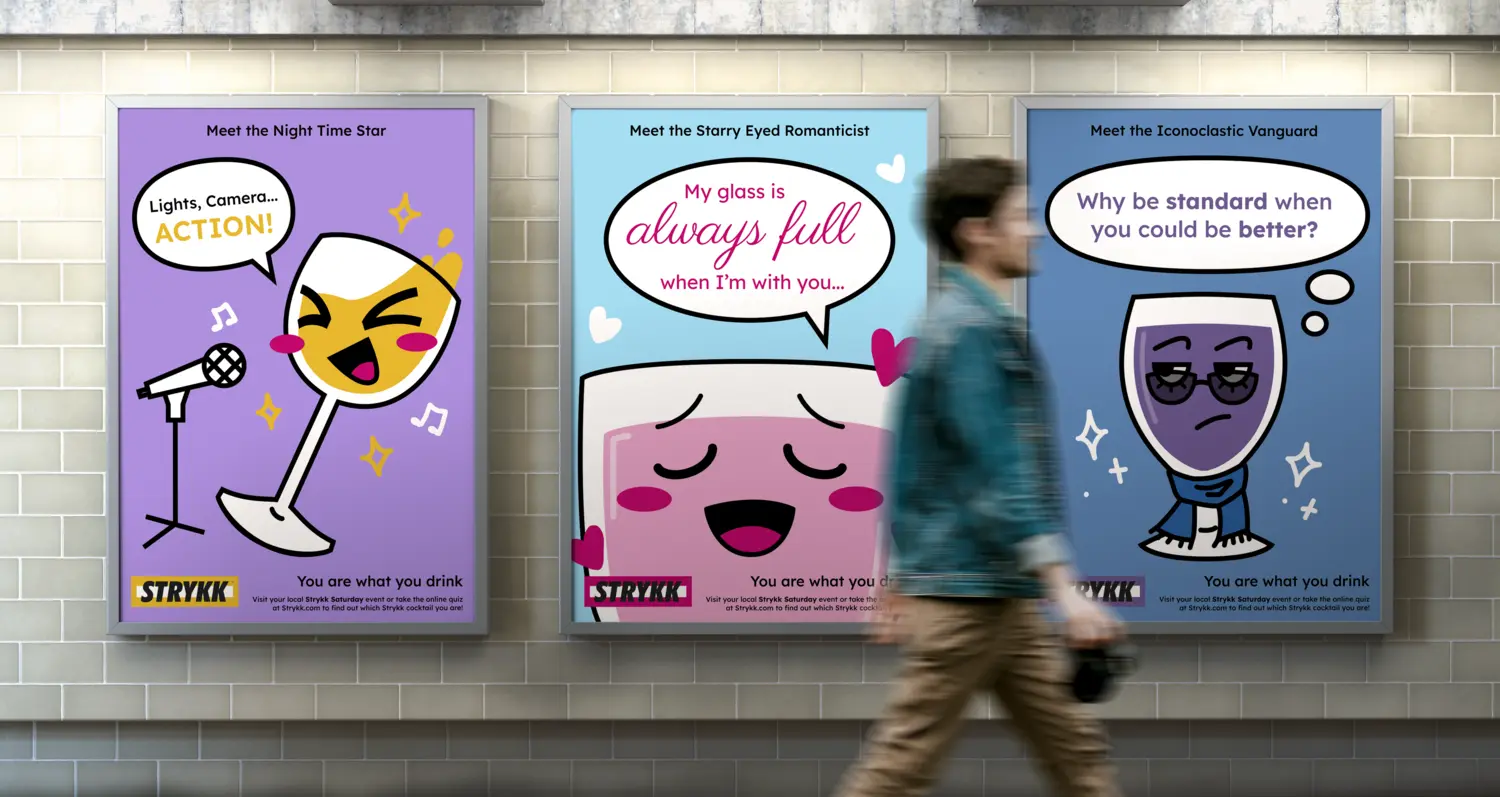 Meet the Night Time Star
Lights, Camera...
ACTION!
STRYKK
You are what you drink
Visit your local Strykk Saturday event or take the online quiz
at Strykk.com to find out which Strykk cocktail you are!
Meet the Starry Eyed Romanticist
My glass is
always full
when I'm with you...
STRYKK
You are what you
Visit your local Strykk Saturday event or take the
at Strykk.com to find out which Strykk
Meet the Iconoclastic Vanguard
Why be standard when
you could be better?
You are what you drink
Visit your local Strykk Saturday event or take the online quiz
at Strykk.com to find out which Strykk cocktail you are!